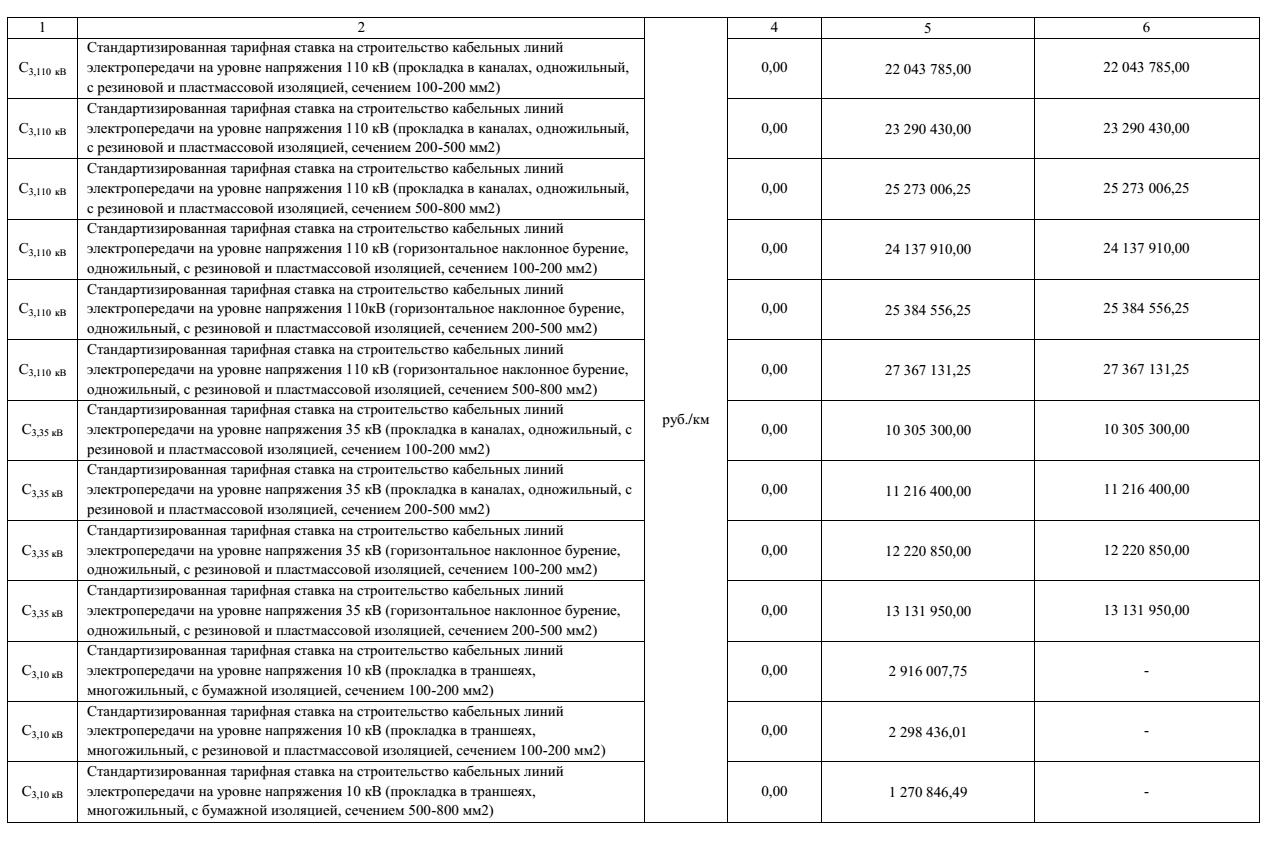 1 2 4 5 6
С3,110 кВ
Стандартизированная тарифная ставка на строительство кабельных линий
электропередачи на уровне напряжения 110 кВ (прокладка в каналах, одножильный,
с резиновой и пластмассовой изоляцией, сечением 100-200 мм2)
0,00 22 043 785,00 22 043 785,00
С3,110 кВ
Стандартизированная тарифная ставка на строительство кабельных линий
электропередачи на уровне напряжения 110 кВ (прокладка в каналах, одножильный,
с резиновой и пластмассовой изоляцией, сечением 200-500 мм2)
0,00 23 290 430,00 23 290 430,00
С3,110 кВ
Стандартизированная тарифная ставка на строительство кабельных линий
электропередачи на уровне напряжения 110 кВ (прокладка в каналах, одножильный,
с резиновой и пластмассовой изоляцией, сечением 500-800 мм2)
0,00 25 273 006,25 25 273 006,25
С3,110 кВ
Стандартизированная тарифная ставка на строительство кабельных линий
электропередачи на уровне напряжения 110 кВ (горизонтальное наклонное бурение,
одножильный, с резиновой и пластмассовой изоляцией, сечением 100-200 мм2)
0,00 24 137 910,00 24 137 910,00
С3,110 кВ
Стандартизированная тарифная ставка на строительство кабельных линий
электропередачи на уровне напряжения 110кВ (горизонтальное наклонное бурение,
одножильный, с резиновой и пластмассовой изоляцией, сечением 200-500 мм2)
0,00 25 384 556,25 25 384 556,25
С3,110 кВ
Стандартизированная тарифная ставка на строительство кабельных линий
электропередачи на уровне напряжения 110 кВ (горизонтальное наклонное бурение,
одножильный, с резиновой и пластмассовой изоляцией, сечением 500-800 мм2)
0,00 27 367 131,25 27 367 131,25
С3,35 кВ
Стандартизированная тарифная ставка на строительство кабельных линий
электропередачи на уровне напряжения 35 кВ (прокладка в каналах, одножильный, с
резиновой и пластмассовой изоляцией, сечением 100-200 мм2)
руб./км
0,00 10 305 300,00 10 305 300,00
С3,35 кВ
Стандартизированная тарифная ставка на строительство кабельных линий
электропередачи на уровне напряжения 35 кВ (прокладка в каналах, одножильный, с
резиновой и пластмассовой изоляцией, сечением 200-500 мм2)
0,00 11 216 400,00 11 216 400,00
С3,35 кВ
Стандартизированная тарифная ставка на строительство кабельных линий
электропередачи на уровне напряжения 35 кВ (горизонтальное наклонное бурение,
одножильный, с резиновой и пластмассовой изоляцией, сечением 100-200 мм2)
0,00 12 220 850,00 12 220 850,00
С3,35 кВ
Стандартизированная тарифная ставка на строительство кабельных линий
электропередачи на уровне напряжения 35 кВ (горизонтальное наклонное бурение,
одножильный, с резиновой и пластмассовой изоляцией, сечением 200-500 мм2)
0,00 13 131 950,00 13 131 950,00
С3,10 кВ
Стандартизированная тарифная ставка на строительство кабельных линий
электропередачи на уровне напряжения 10 кВ (прокладка в траншеях,
многожильный, с бумажной изоляцией, сечением 100-200 мм2)
0,00 2 916 007,75 -
С3,10 кВ
Стандартизированная тарифная ставка на строительство кабельных линий
электропередачи на уровне напряжения 10 кВ (прокладка в траншеях,
многожильный, с резиновой и пластмассовой изоляцией, сечением 100-200 мм2)
0,00 2 298 436,01 -
С3,10 кВ
Стандартизированная тарифная ставка на строительство кабельных линий
электропередачи на уровне напряжения 10 кВ (прокладка в траншеях,
многожильный, с бумажной изоляцией, сечением 500-800 мм2)
0,00 1 270 846,49 -